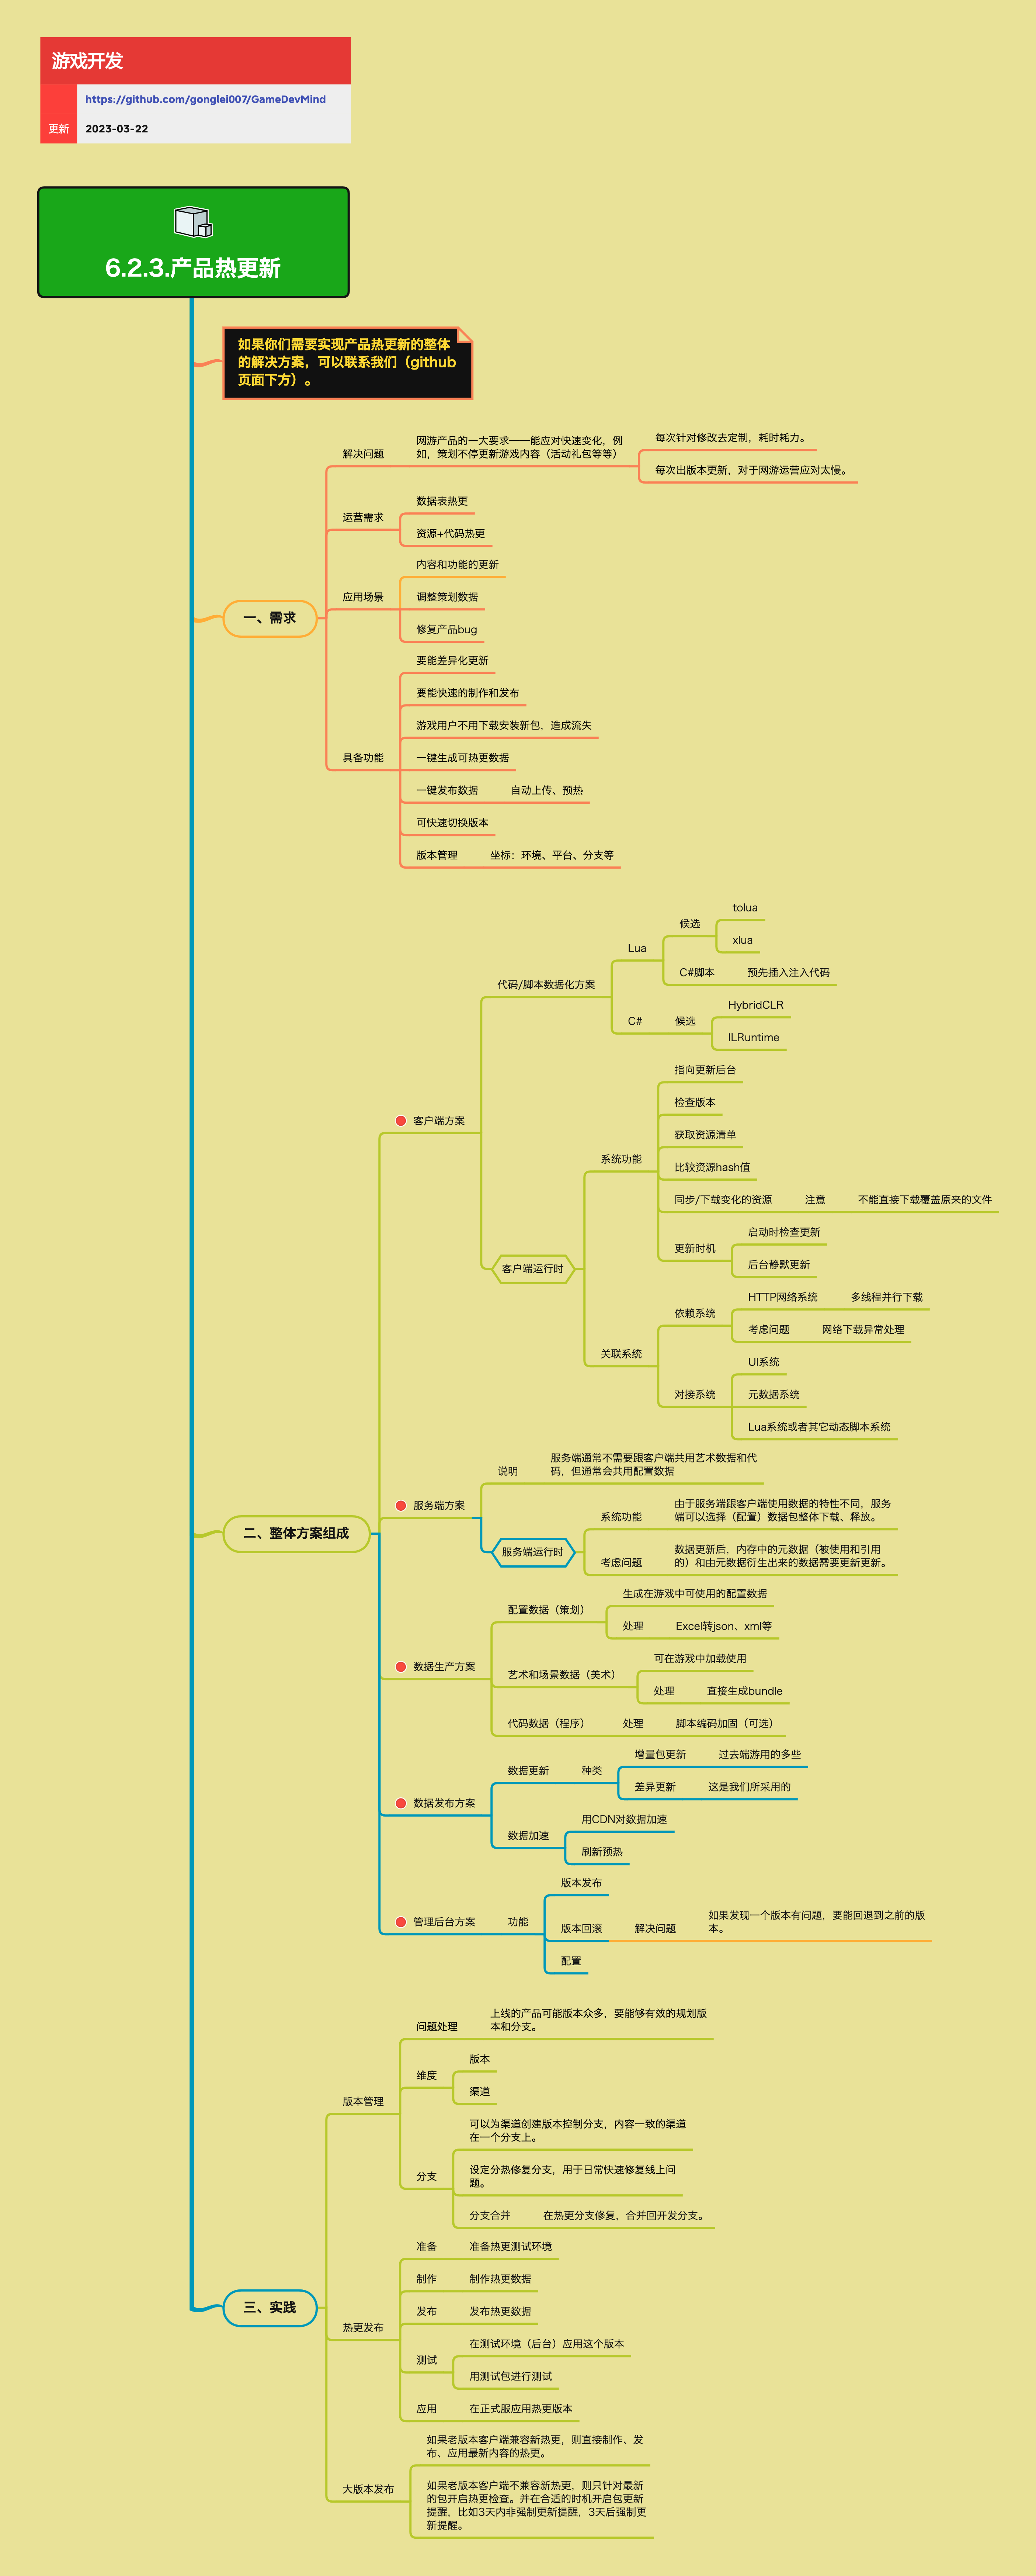 游戏开发
https://github.com/gonglei007/GameDevMind
更新
2023-03-22
6.2.3.产品热更新
如果你们需要实现产品热更新的整体
的解决方案，可以联系我们（github
页面下方）。
一、需求
解决问题
网游产品的一大要求——能应对快速变化，例
如，策划不停更新游戏内容（活动礼包等等）
每次针对修改去定制，耗时耗力。
每次出版本更新，对于网游运营应对太慢。
运营需求
数据表热更
资源+代码热更
应用场景
内容和功能的更新
调整策划数据
修复产品bug
具备功能
要能差异化更新
要能快速的制作和发布
游戏用户不用下载安装新包，造成流失
一键生成可热更数据
一键发布数据
自动上传、预热
可快速切换版本
版本管理
坐标：环境、平台、分支等
二、整体方案组成
客户端方案
代码/脚本数据化方案
Lua
候选
tolua
xlua
C#脚本
预先插入注入代码
C#
候选
HybridCLR
ILRuntime
客户端运行时
系统功能
指向更新后台
检查版本
获取资源清单
比较资源hash值
同步/下载变化的资源
注意
不能直接下载覆盖原来的文件
更新时机
启动时检查更新
后台静默更新
关联系统
依赖系统
HTTP网络系统
多线程并行下载
考虑问题
网络下载异常处理
对接系统
UI系统
元数据系统
Lua系统或者其它动态脚本系统
服务端方案
说明
服务端通常不需要跟客户端共用艺术数据和代
码，但通常会共用配置数据
服务端运行时
系统功能
由于服务端跟客户端使用数据的特性不同，服务
端可以选择（配置）数据包整体下载、释放。
考虑问题
数据更新后，内存中的元数据（被使用和引用
的）和由元数据衍生出来的数据需要更新更新。
数据生产方案
配置数据（策划）
生成在游戏中可使用的配置数据
处理
Excel转json、xml等
艺术和场景数据（美术）
可在游戏中加载使用
处理
直接生成bundle
代码数据（程序）
处理
脚本编码加固（可选）
数据发布方案
数据更新
种类
增量包更新
过去端游用的多些
差异更新
这是我们所采用的
数据加速
用CDN对数据加速
刷新预热
管理后台方案
功能
版本发布
版本回滚
解决问题
如果发现一个版本有问题，要能回退到之前的版
本。
配置
三、实践
版本管理
问题处理
上线的产品可能版本众多，要能够有效的规划版
本和分支。
维度
版本
渠道
分支
可以为渠道创建版本控制分支，内容一致的渠道
在一个分支上。
设定分热修复分支，用于日常快速修复线上问
题。
分支合并
在热更分支修复，合并回开发分支。
热更发布
准备
准备热更测试环境
制作
制作热更数据
发布
发布热更数据
测试
在测试环境（后台）应用这个版本
用测试包进行测试
应用
在正式服应用热更版本
大版本发布
如果老版本客户端兼容新热更，则直接制作、发
布、应用最新内容的热更。
如果老版本客户端不兼容新热更，则只针对最新
的包开启热更检查。并在合适的时机开启包更新
提醒，比如3天内非强制更新提醒，3天后强制更
新提醒。